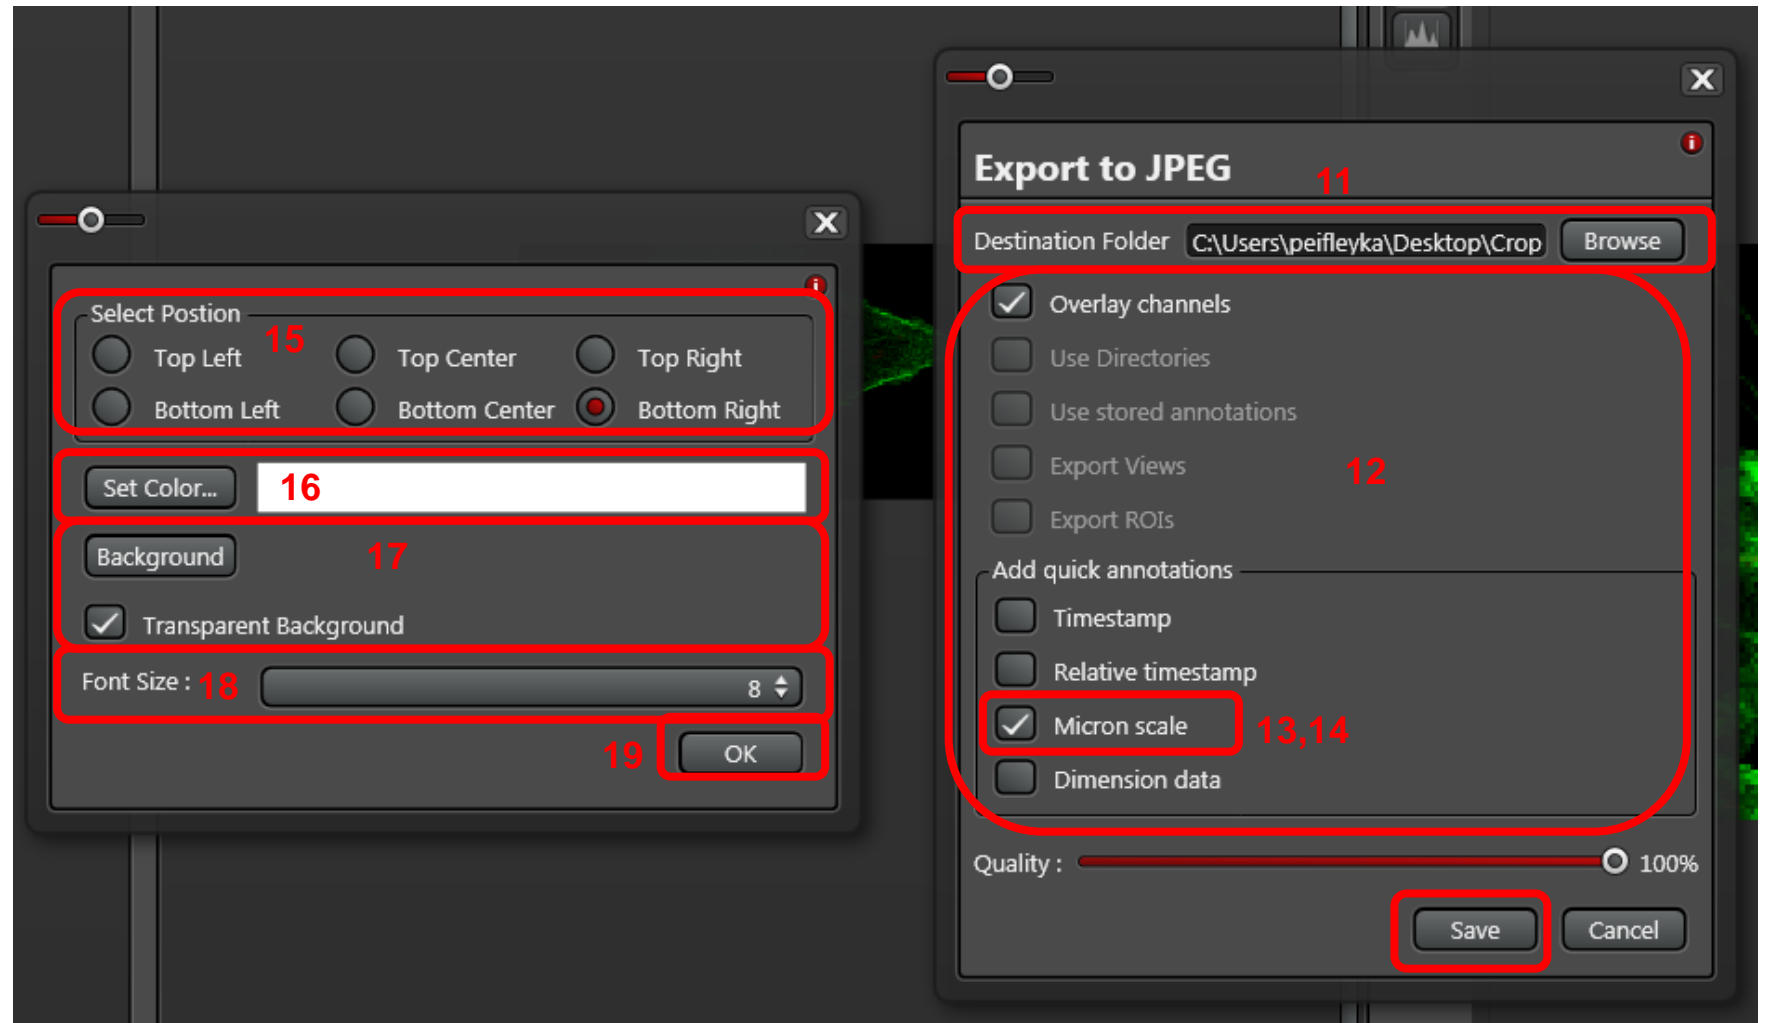 Select Postion
15
Top Left
Top Center
Top Right
Bottom Left
Bottom Center
Bottom Right
Set Color...
16
Background
17
Transparent Background
Font Size :
18
8
19
OK
Export to JPEG
11
Destination Folder
C:\Users\peifleyka\Desktop\Crop
Browse
Overlay channels
Use Directories
Use stored annotations
Export Views
12
Export ROIs
Add quick annotations
Timestamp
Relative timestamp
Micron scale
13,14
Dimension data
Quality :
100%
Save
Cancel